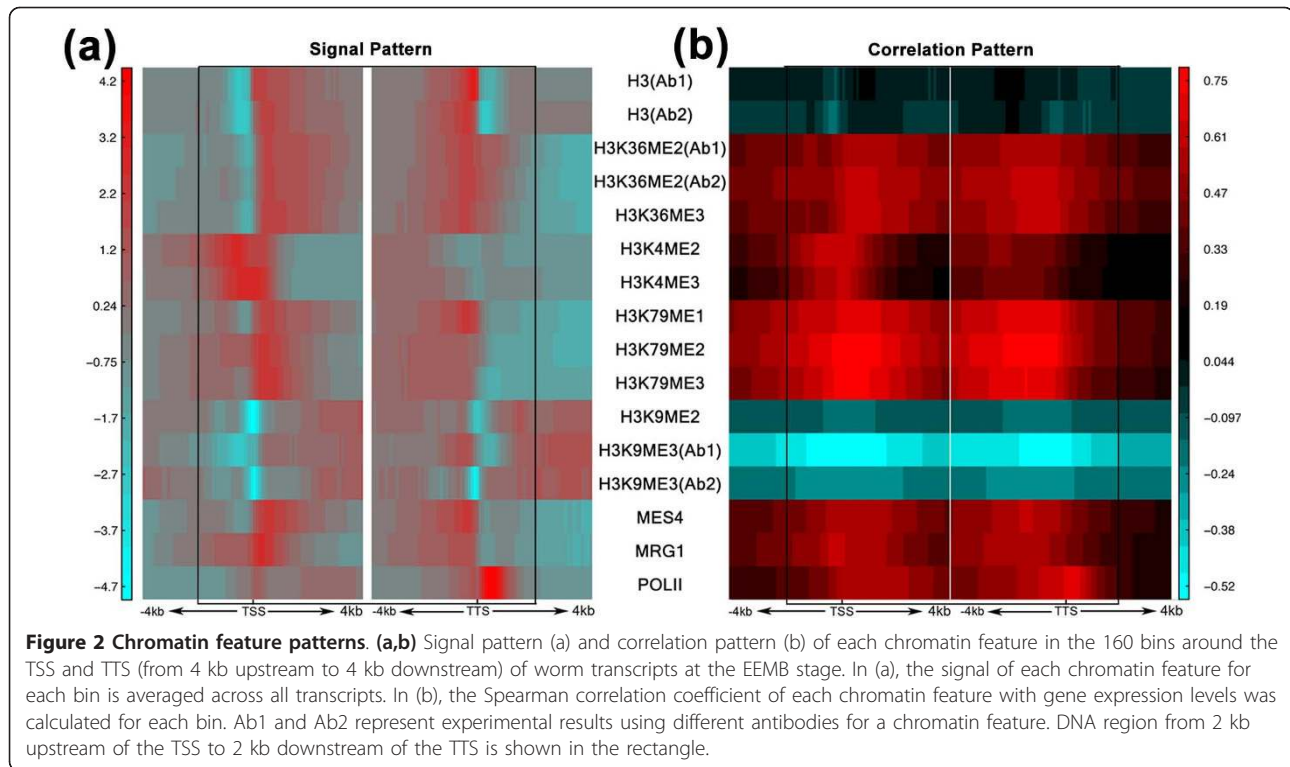 (a)
Signal Pattern
(b)
Correlation Pattern
4.2
3.2
2.2
1.2
0.24
−0.75
−1.7
−2.7
−3.7
−4.7
H3(Ab1)
H3(Ab2)
H3K36ME2(Ab1)
H3K36ME2(Ab2)
H3K36ME3
H3K4ME2
H3K4ME3
H3K79ME1
H3K79ME2
H3K79ME3
H3K9ME2
H3K9ME3(Ab1)
H3K9ME3(Ab2)
MES4
MRG1
POLII
0.75
0.61
0.47
0.33
0.19
0.044
−0.097
−0.24
−0.38
−0.52
-4kb TSS 4kb -4kb TTS 4kb
-4kb TSS 4kb -4kb TTS 4kb
Figure 2 Chromatin feature patterns. (a,b) Signal pattern (a) and correlation pattern (b) of each chromatin feature in the 160 bins around the
TSS and TTS (from 4 kb upstream to 4 kb downstream) of worm transcripts at the EEMB stage. In (a), the signal of each chromatin feature for
each bin is averaged across all transcripts. In (b), the Spearman correlation coefficient of each chromatin feature with gene expression levels was
calculated for each bin. Ab1 and Ab2 represent experimental results using different antibodies for a chromatin feature. DNA region from 2 kb
upstream of the TSS to 2 kb downstream of the TTS is shown in the rectangle.